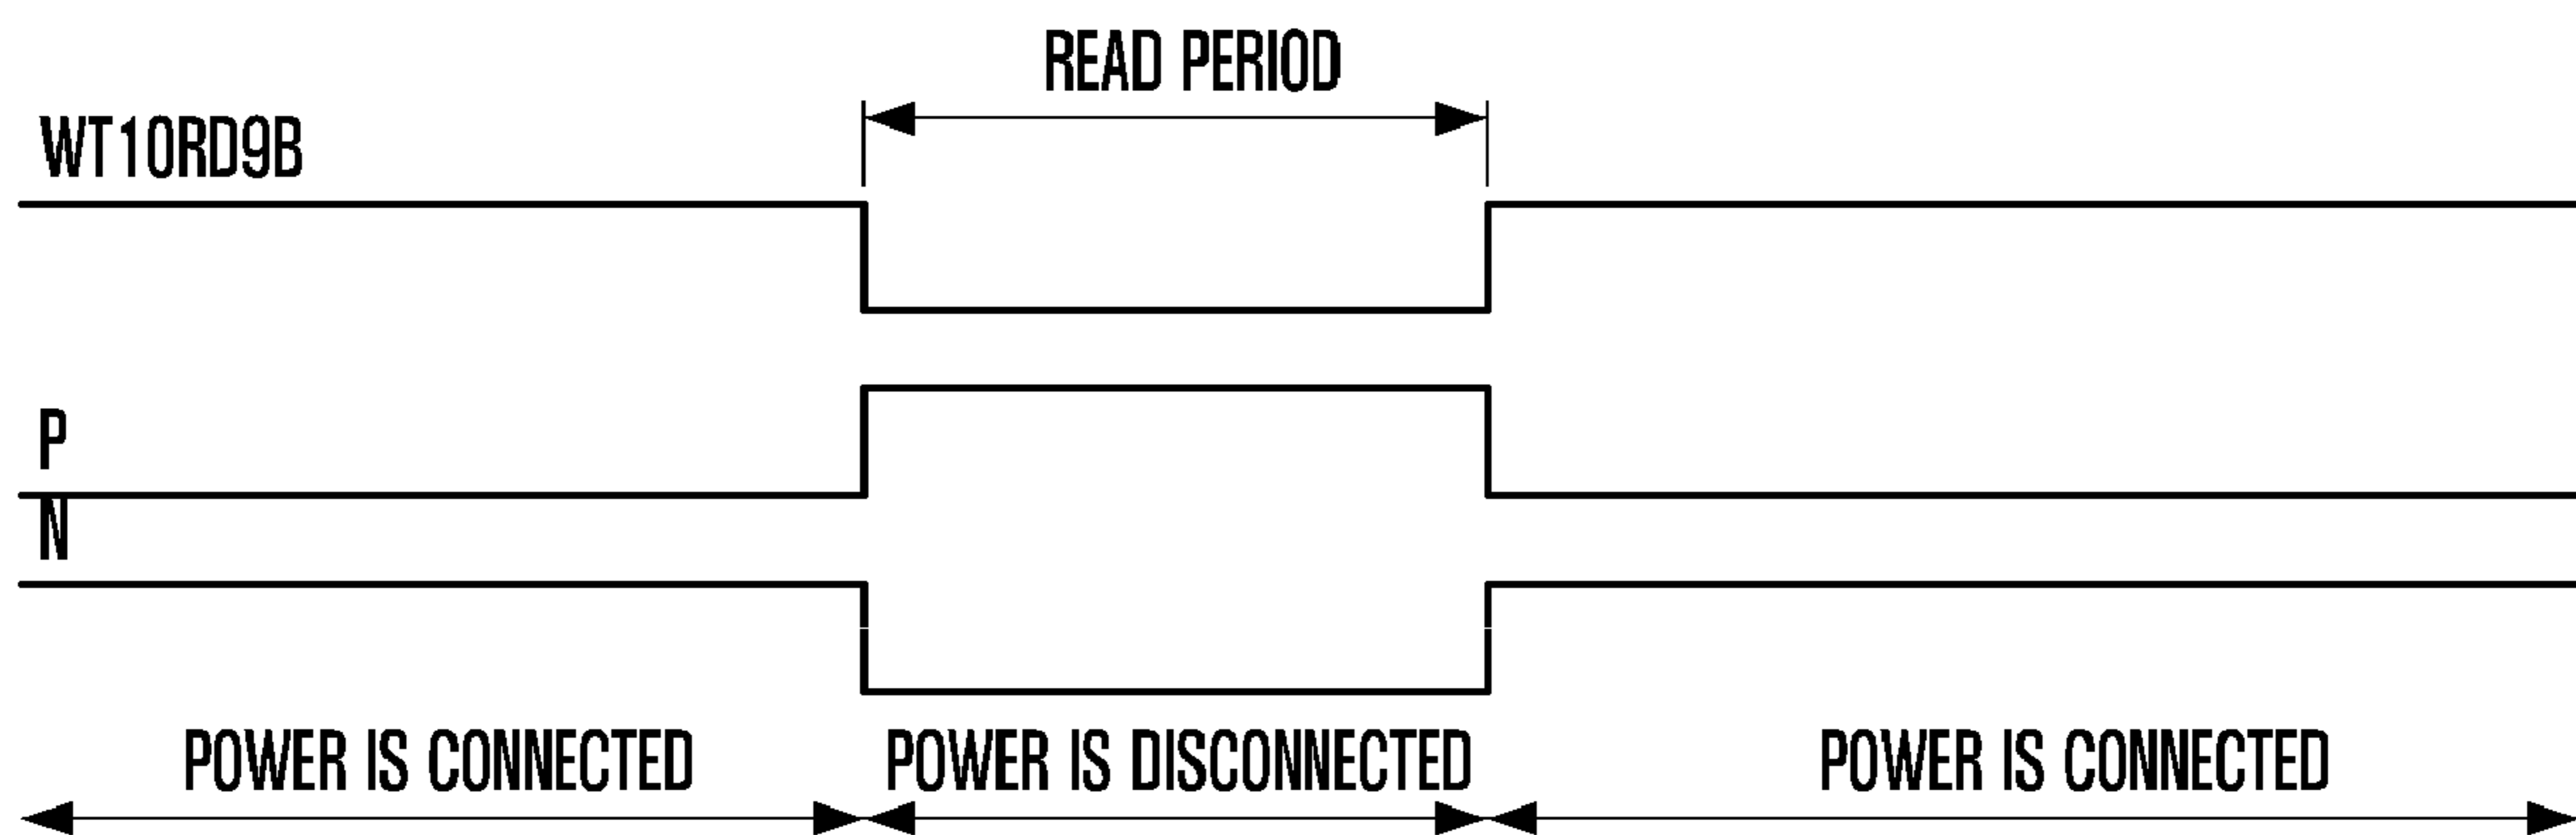 READ PERIOD
WT10RD9B
P
N
POWER IS CONNECTED POWER IS DISCONNECTED POWER IS CONNECTED